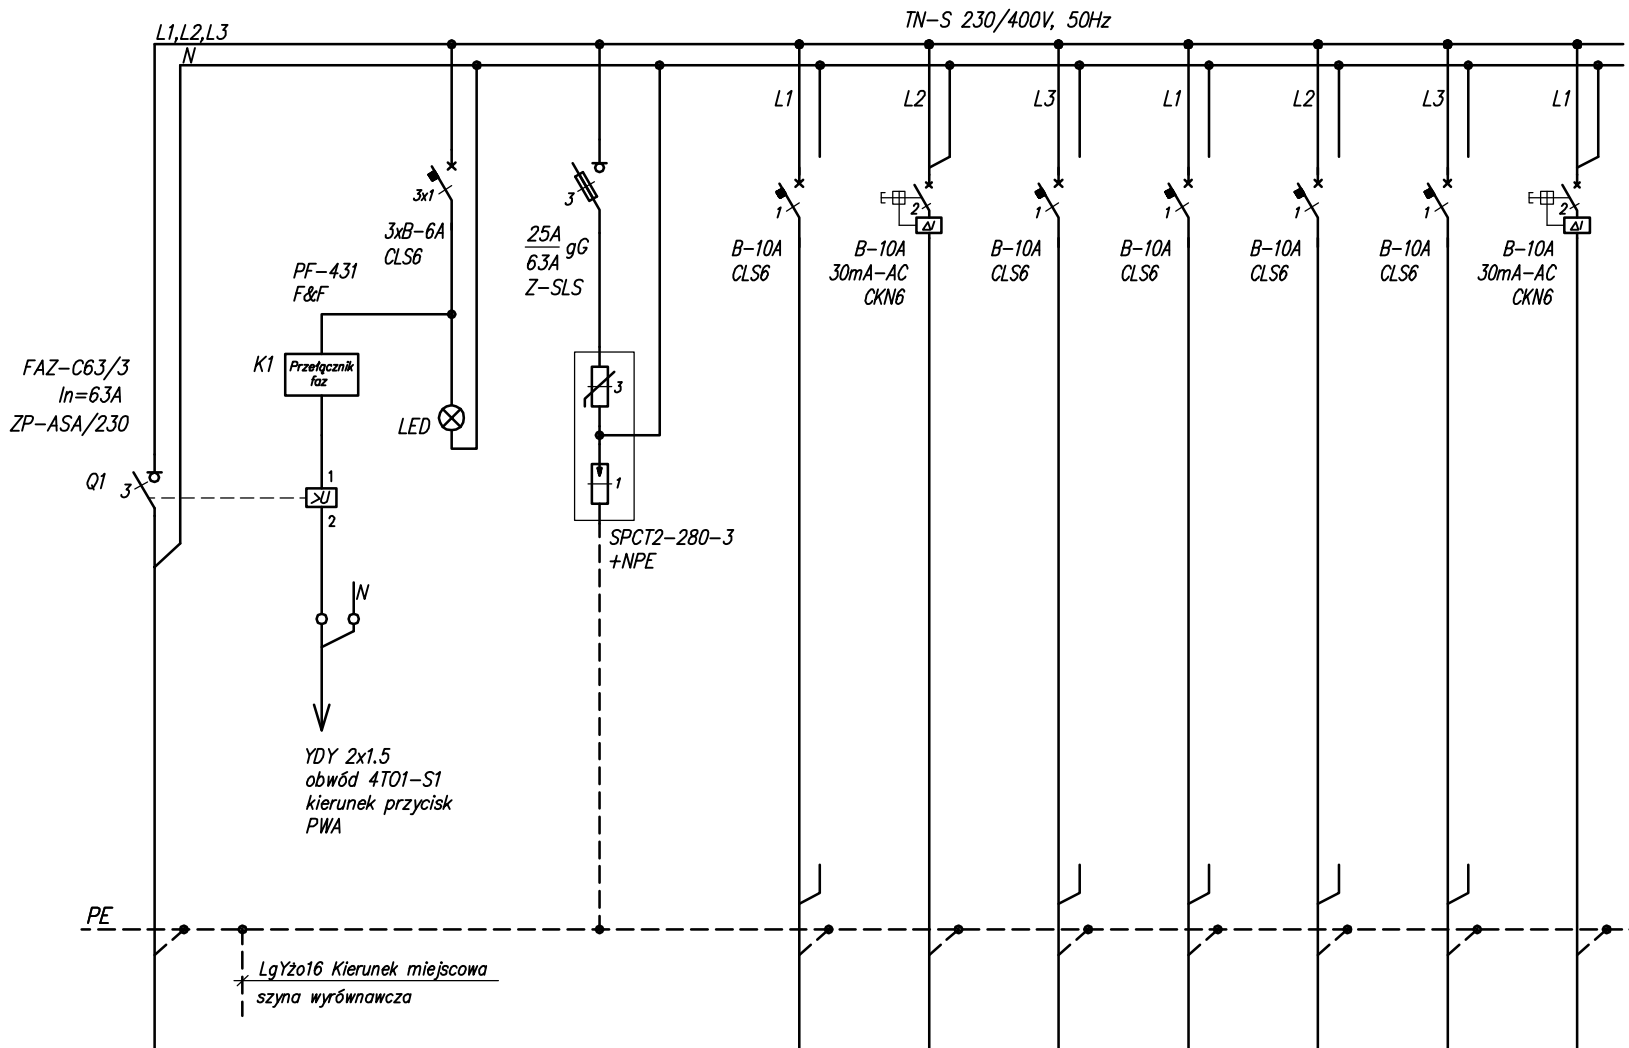 TN-S 230/400V, 50Hz
L1,L2,L3
N
L1
L2
L3
L1
L2
L3
L1
3x1
3xB-6A
CLS6
3
25A
63A
gG
Z-SLS
1
B-10A
CLS6
2
ΔI
B-10A
30mA-AC
CKN6
1
B-10A
CLS6
1
B-10A
CLS6
1
B-10A
CLS6
1
B-10A
CLS6
2
ΔI
B-10A
30mA-AC
CKN6
PF-431
F&F
K1
Przełącznik
faz
LED
FAZ-C63/3
In=63A
ZP-ASA/230
Q1
3
1
>U
2
3
1
SPCT2-280-3
+NPE
N
YDY 2x1.5
obwód 4TO1-S1
kierunek przycisk
PWA
PE
LgYżo16 Kierunek miejscowa
szyna wyrównawcza